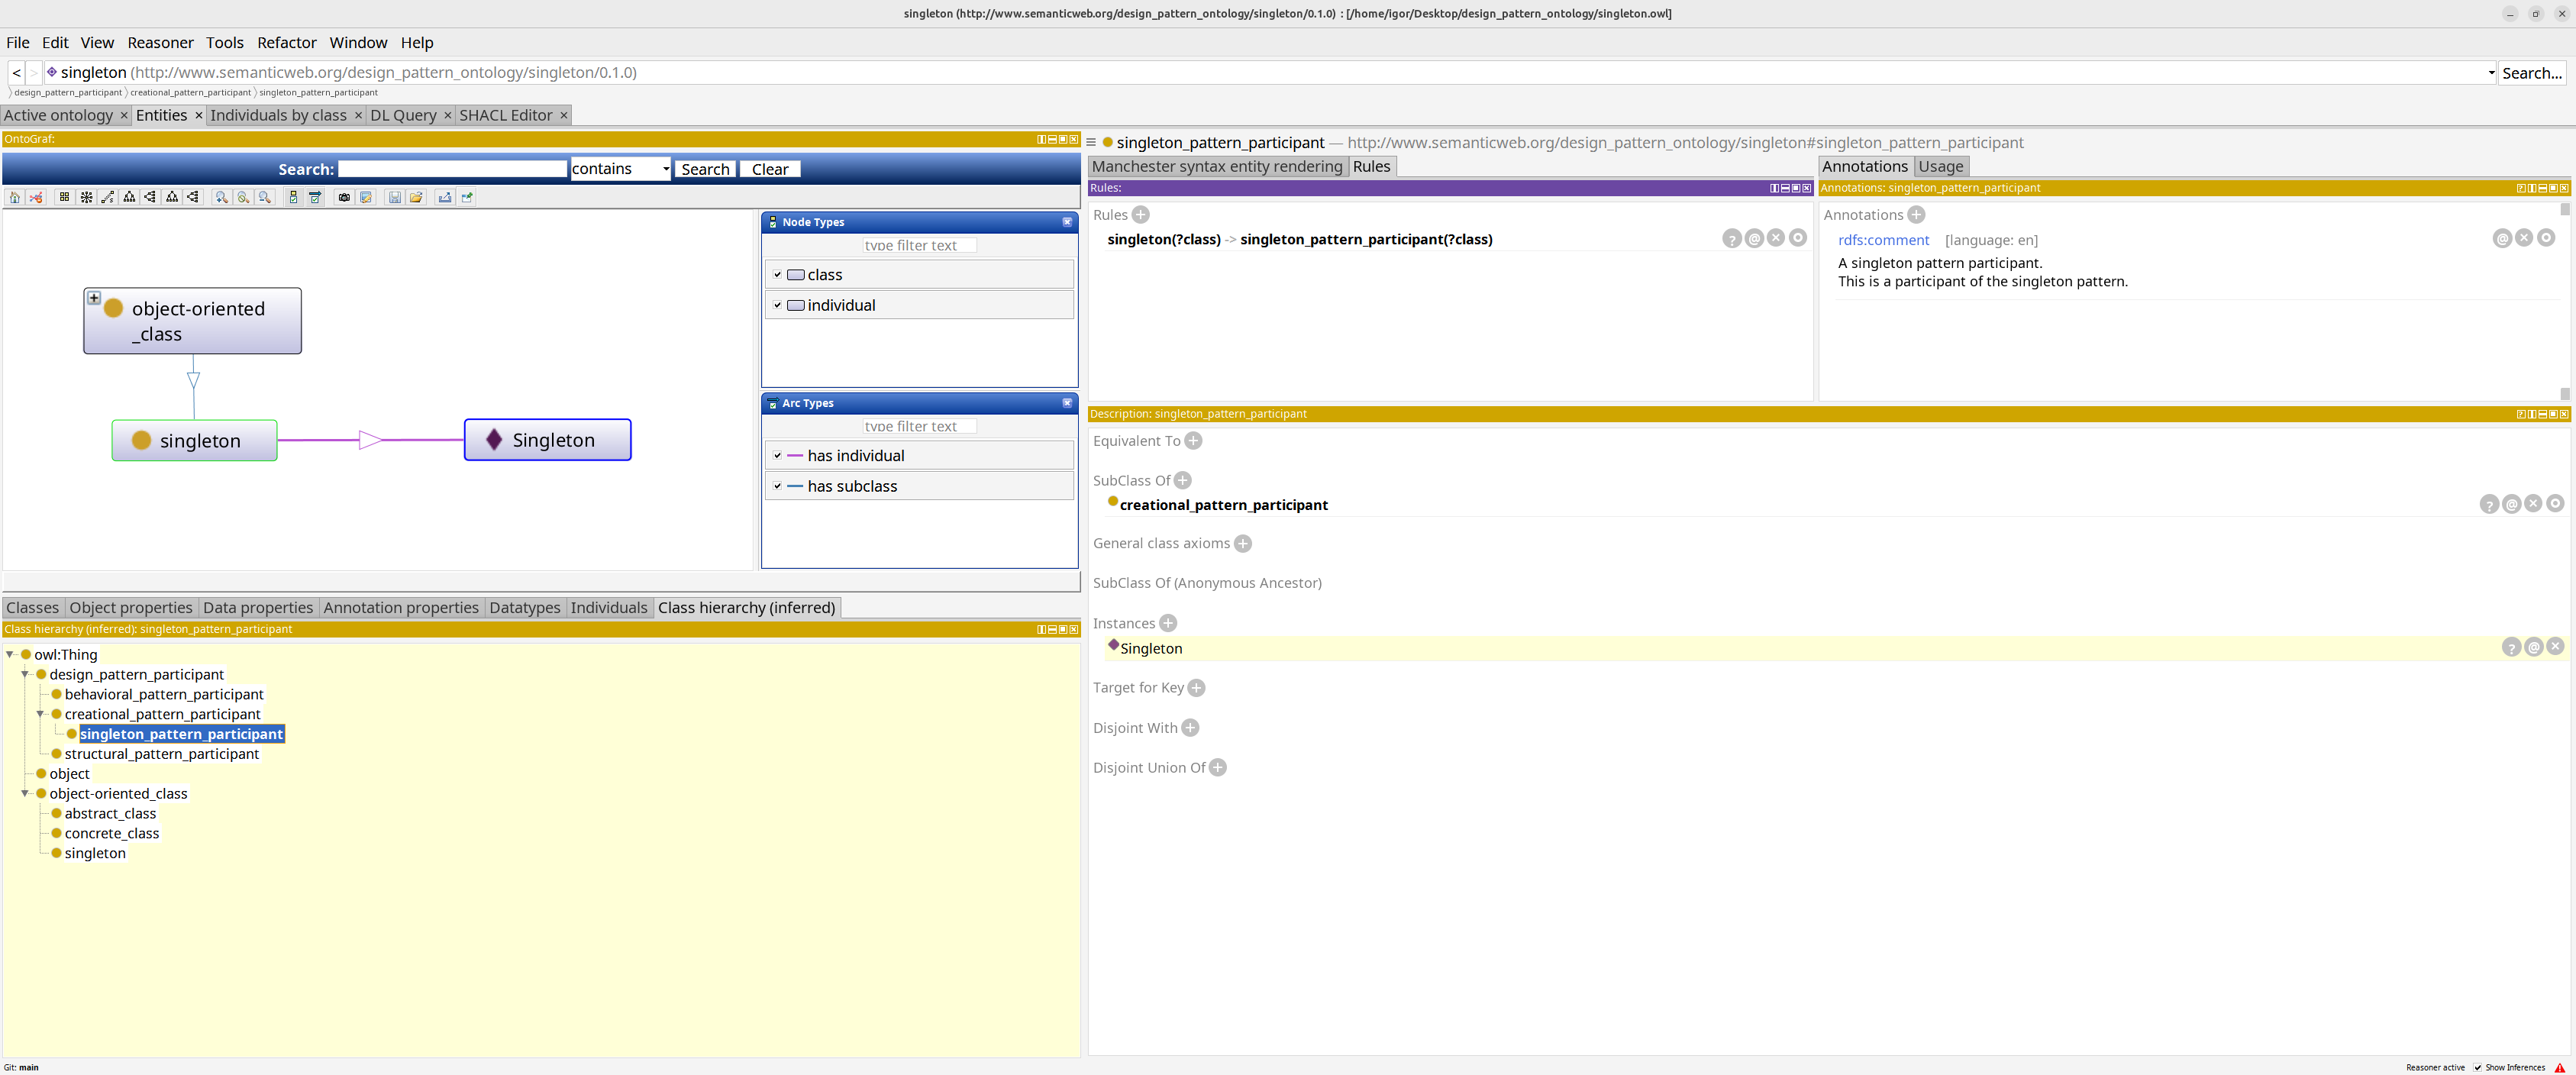 singleton (http://www.semanticweb.org/design_pattern_ontology/singleton/0.1.0) : [/home/igor/Desktop/design_pattern_ontology/singleton.owl]
File Edit View Reasoner Tools Refactor Window Help
< > singleton (http://www.semanticweb.org/design_pattern_ontology/singleton/0.1.0) Search...
design_pattern_participant creational_pattern_participant singleton_pattern_participant
Active ontology × Entities × Individuals by class × DL Query × SHACL Editor ×
OntoGraf:
Search: contains Search Clear
object-oriented
_class
singleton
Singleton
Node Types
type filter text
class
individual
Arc Types
type filter text
has individual
has subclass
Classes Object properties Data properties Annotation properties Datatypes Individuals Class hierarchy (inferred)
Class hierarchy (inferred): singleton_pattern_participant
owl:Thing
design_pattern_participant
behavioral_pattern_participant
creational_pattern_participant
singleton_pattern_participant
structural_pattern_participant
object
object-oriented_class
abstract_class
concrete_class
singleton
singleton_pattern_participant — http://www.semanticweb.org/design_pattern_ontology/singleton#singleton_pattern_participant
Manchester syntax entity rendering Rules
Rules:
Rules
singleton(?class) -> singleton_pattern_participant(?class)
Annotations Usage
Annotations: singleton_pattern_participant
Annotations
rdfs:comment [language: en]
A singleton pattern participant.
This is a participant of the singleton pattern.
Description: singleton_pattern_participant
Equivalent To
SubClass Of
creational_pattern_participant
General class axioms
SubClass Of (Anonymous Ancestor)
Instances
Singleton
Target for Key
Disjoint With
Disjoint Union Of
Git: main
Reasoner active Show Inferences